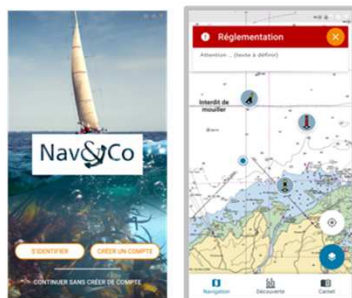 Nav&Co
S'IDENTIFIER
CRÉER UN COMPTE
CONTINUER SANS CRÉER DE COMPTE
Réglementation
Attention ... (texte à définir)
Interdit de
mouiller
Navigation
Découverte
Carnet